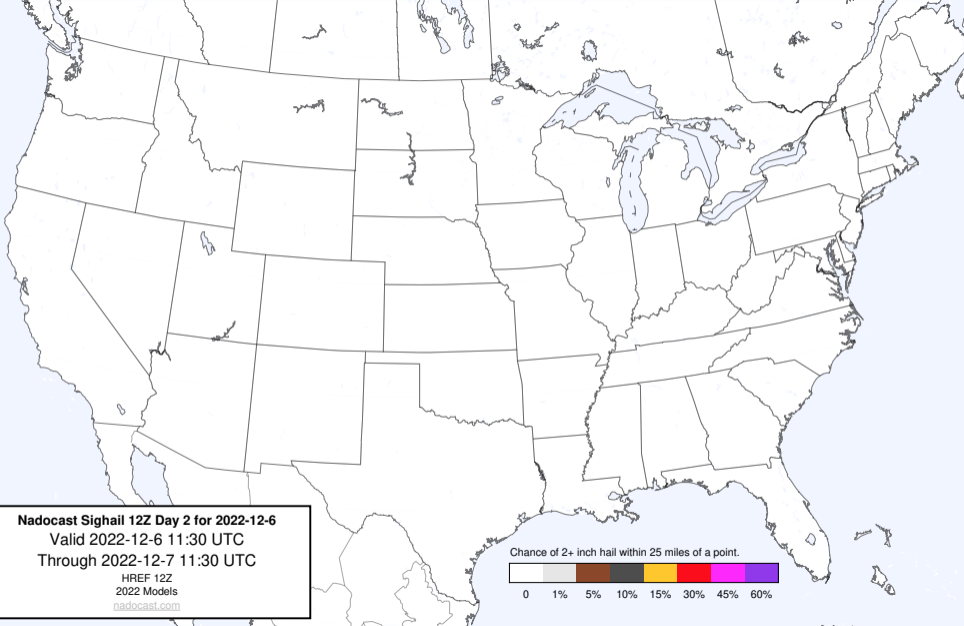 Nadocast Sighail 12Z Day 2 for 2022-12-6
Valid 2022-12-6 11:30 UTC
Through 2022-12-7 11:30 UTC
HREF 12Z
2022 Models
nadocast.com
Chance of 2+ inch hail within 25 miles of a point.
0 1% 5% 10% 15% 30% 45% 60%